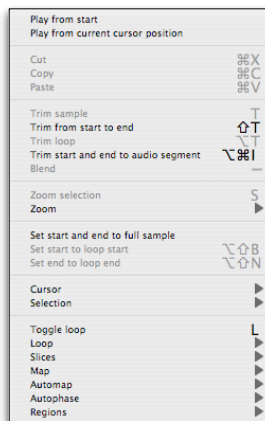 Play from start
Play from current cursor position
Cut ⌘X
Copy ⌘C
Paste ⌘V
Trim sample T
Trim from start to end ⇧T
Trim loop ⌥T
Trim start and end to audio segment ⌥⌘I
Blend –
Zoom selection S
Zoom
Set start and end to full sample
Set start to loop start ⌥⇧B
Set end to loop end ⌥⇧N
Cursor
Selection
Toggle loop L
Loop
Slices
Map
Automap
Autophase
Regions